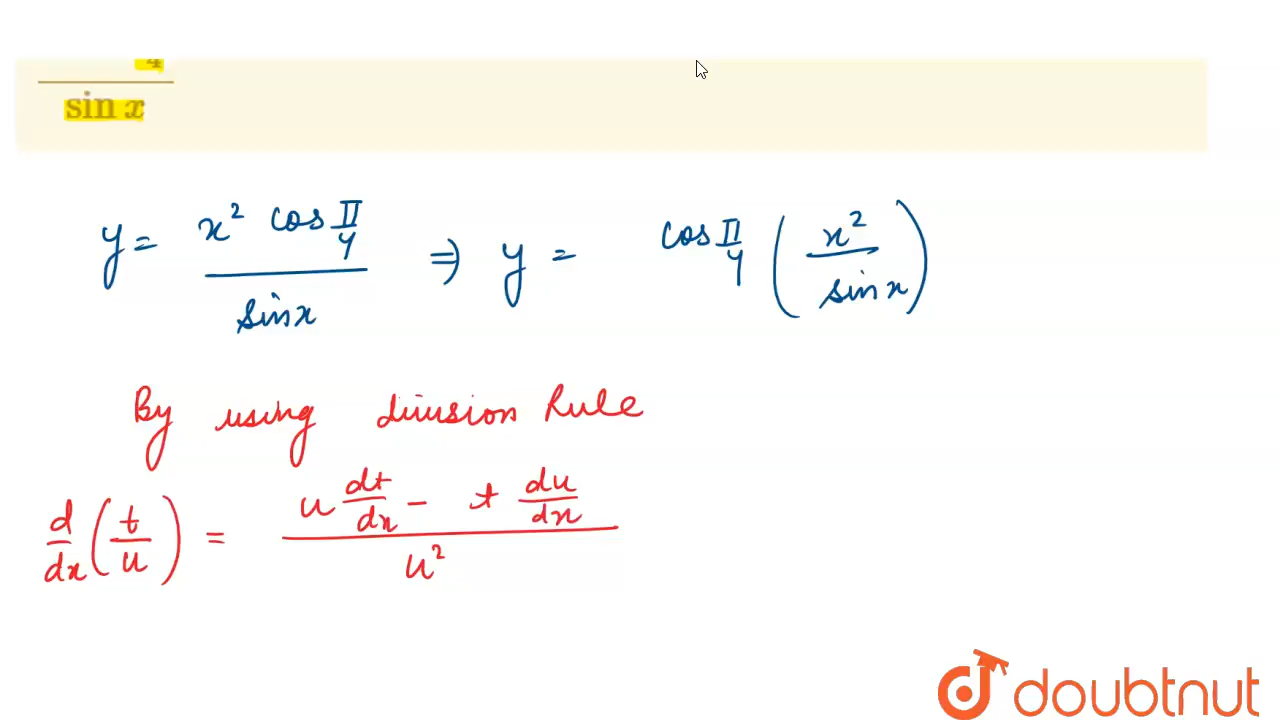 4
sin x
y = x² cos π/4 / sin x ⇒ y = cos π/4 (x² / sin x)
By using division Rule
d/dx (t/u) = u dt/dx - t du/dx / u²
doubtnut